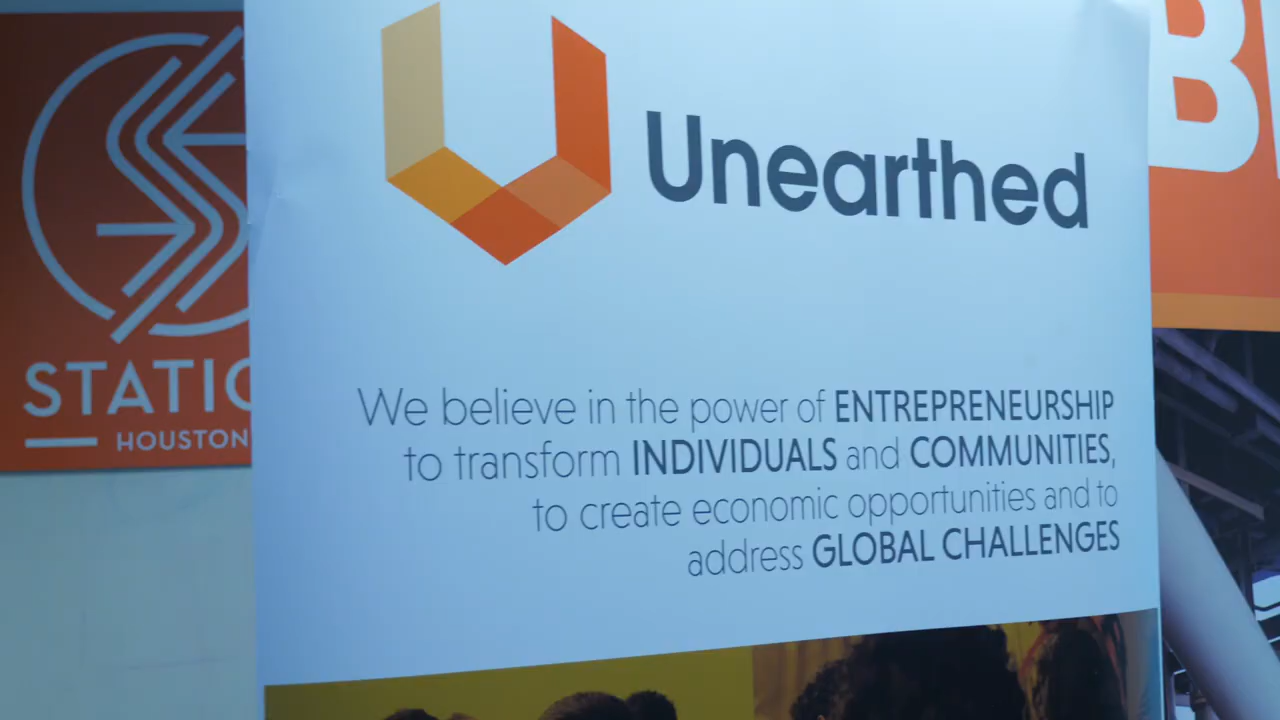 Unearthed
We believe in the power of ENTREPRENEURSHIP
to transform INDIVIDUALS and COMMUNITIES,
to create economic opportunities and to
address GLOBAL CHALLENGES
STATIO
HOUSTON
B